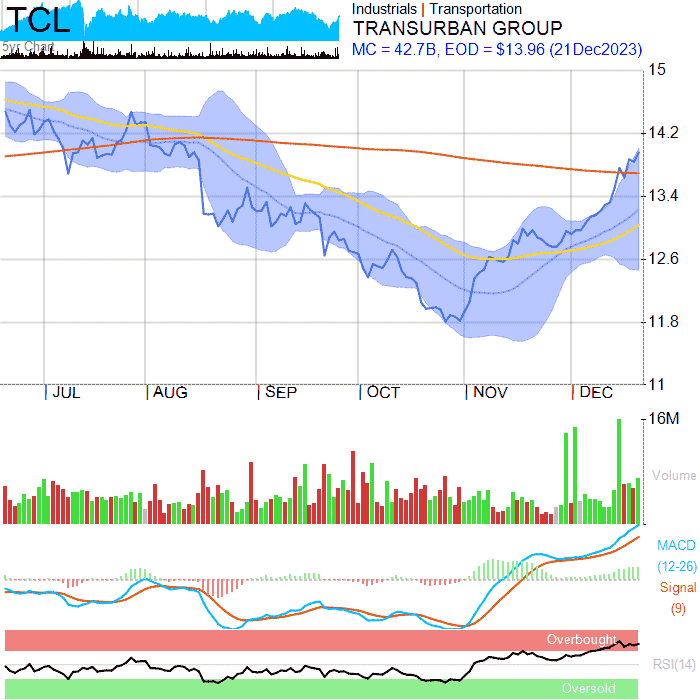 TCL
5yr Chart
Industrials | Transportation
TRANSURBAN GROUP
MC = 42.7B, EOD = $13.96 (21Dec2023)
15
14.2
13.4
12.6
11.8
11
JUL AUG SEP OCT NOV DEC
16M
Volume
MACD
(12-26)
Signal
(9)
Overbought
RSI(14)
Oversold